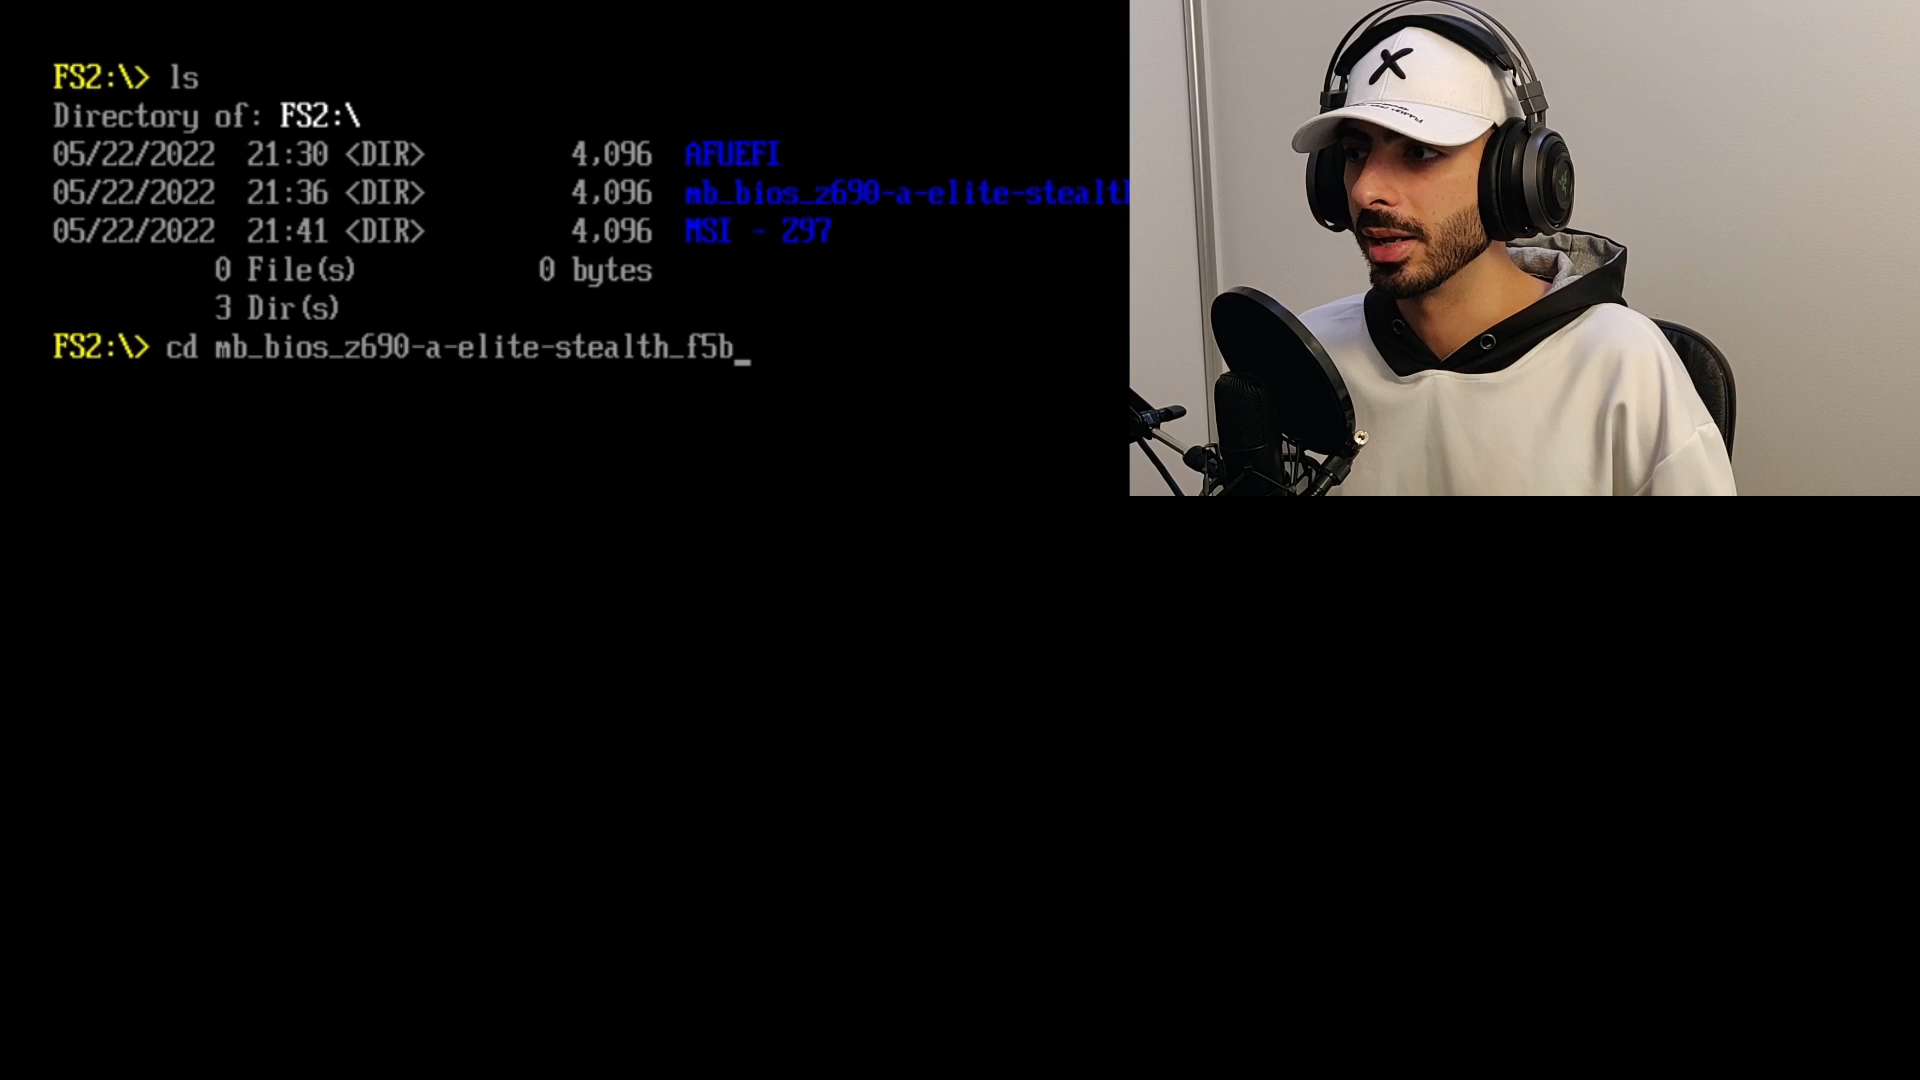 FS2:\> ls
Directory of: FS2:\
05/22/2022 21:30 <DIR> 4,096 AFUEFI
05/22/2022 21:36 <DIR> 4,096 mb_bios_z690-a-elite-stealth
05/22/2022 21:41 <DIR> 4,096 MSI - Z97
0 File(s) 0 bytes
3 Dir(s)
FS2:\> cd mb_bios_z690-a-elite-stealth_f5b_
X